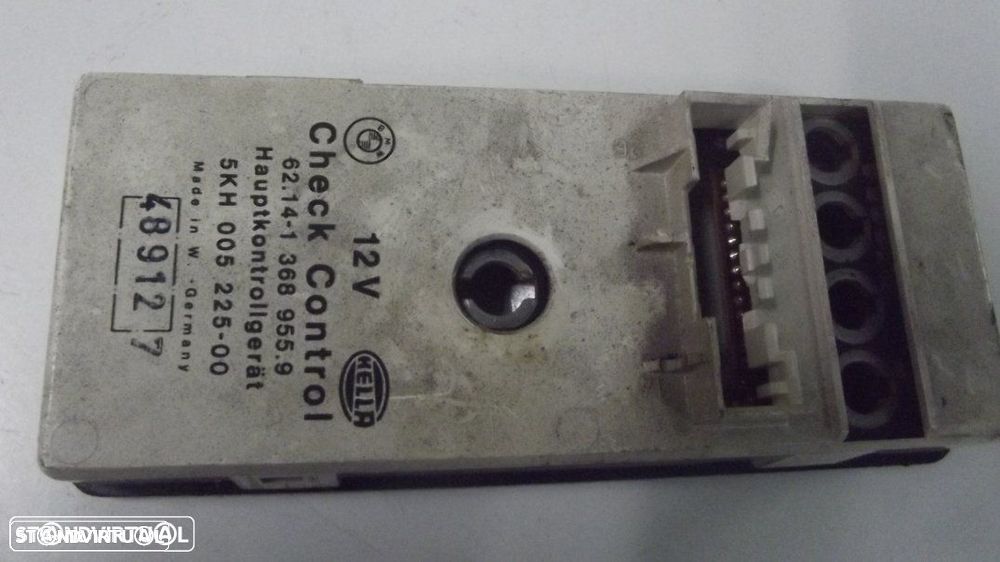 BMW
12V
Check Control
62.14-1 368 955.9
Hauptkontrollgerät
5KH 005 225-00
Made in W.-Germany
48912 7
HELLA
STANDVIRTUAL